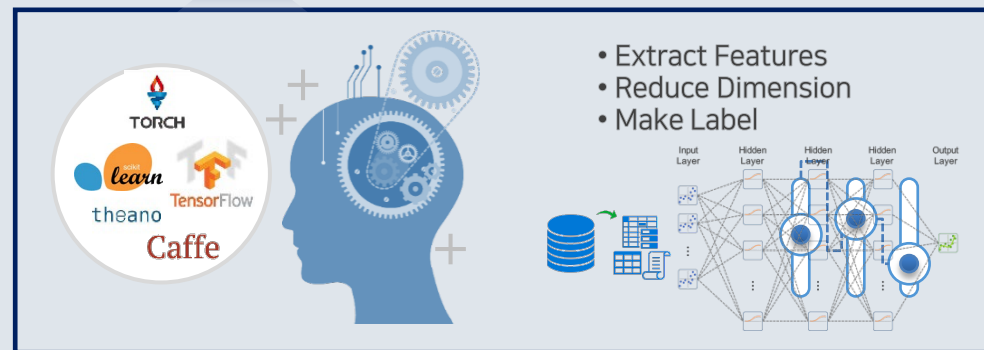 TORCH
scikit
learn
TensorFlow
theano
Caffe
• Extract Features
• Reduce Dimension
• Make Label
Input
Layer
Hidden
Layer
Hidden
Layer
Hidden
Layer
Output
Layer